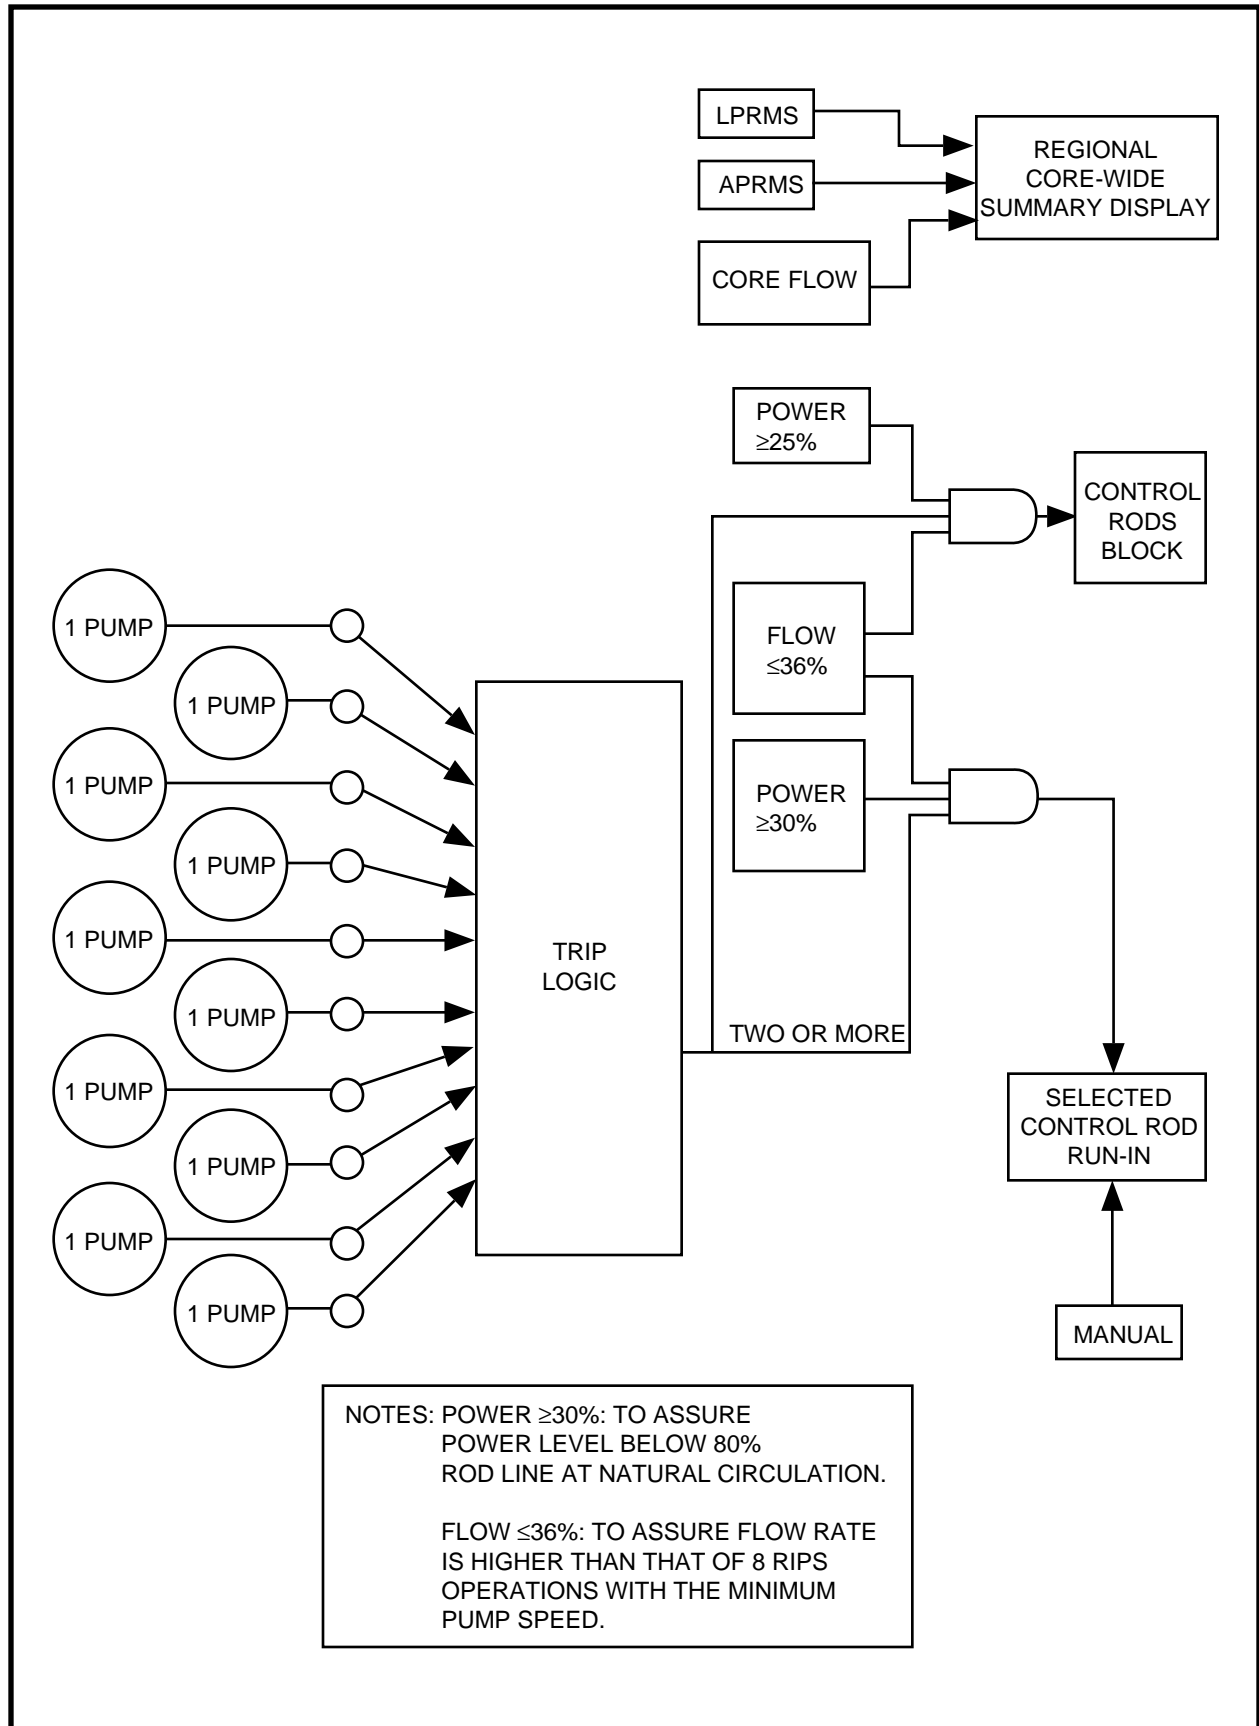 LPRMS
APRMS
CORE FLOW
REGIONAL
CORE-WIDE
SUMMARY DISPLAY
POWER
≥25%
CONTROL
RODS
BLOCK
FLOW
≤36%
POWER
≥30%
1 PUMP
1 PUMP
1 PUMP
1 PUMP
1 PUMP
1 PUMP
1 PUMP
1 PUMP
1 PUMP
1 PUMP
TRIP
LOGIC
TWO OR MORE
SELECTED
CONTROL ROD
RUN-IN
MANUAL
NOTES: POWER ≥30%: TO ASSURE
POWER LEVEL BELOW 80%
ROD LINE AT NATURAL CIRCULATION.
FLOW ≤36%: TO ASSURE FLOW RATE
IS HIGHER THAN THAT OF 8 RIPS
OPERATIONS WITH THE MINIMUM
PUMP SPEED.